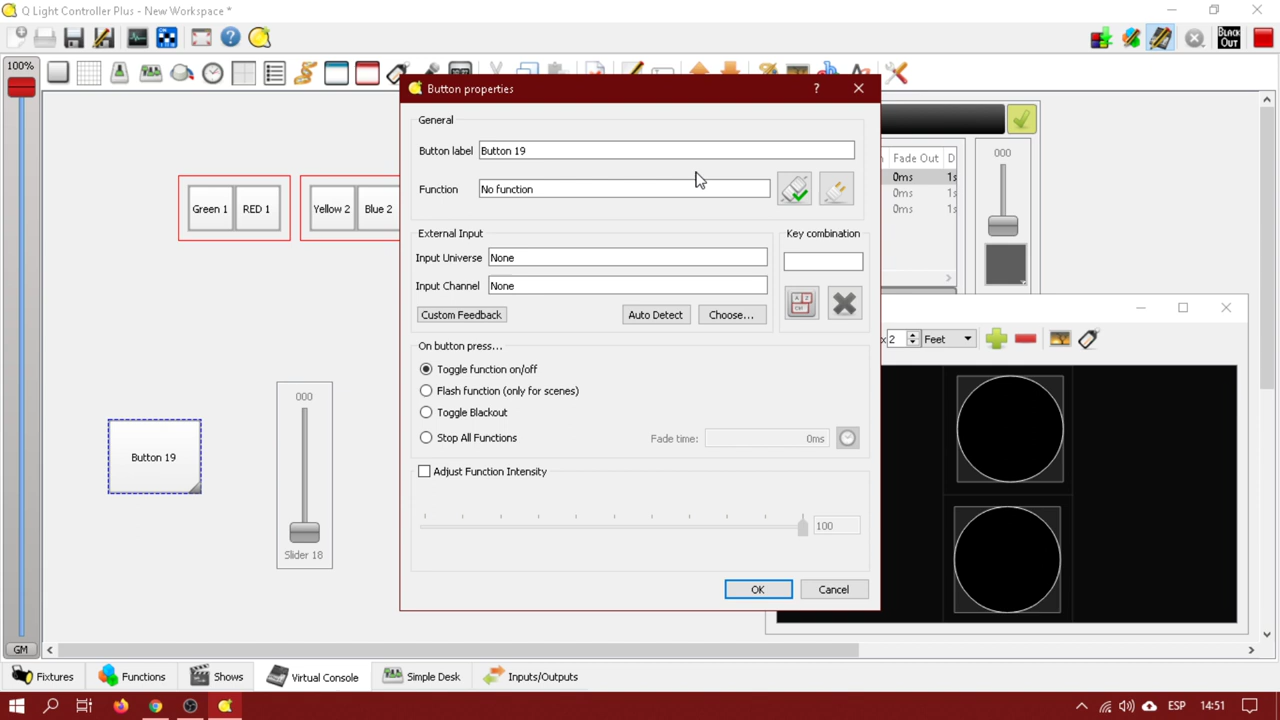 Q Light Controller Plus - New Workspace *
BLACK OUT
100%
Button properties
?
General
Button label Button 19
Function No function
External Input
Key combination
Input Universe None
Input Channel None
Custom Feedback Auto Detect Choose...
On button press...
Toggle function on/off
Flash function (only for scenes)
Toggle Blackout
Stop All Functions Fade time: 0ms
Adjust Function Intensity
100
OK Cancel
Green 1 RED 1 Yellow 2 Blue 2
Button 19
000
Slider 18
Fade Out D
0ms 1s
0ms 1s
0ms 1s
000
x2 Feet
GM
Fixtures Functions Shows Virtual Console Simple Desk Inputs/Outputs
ESP 14:51